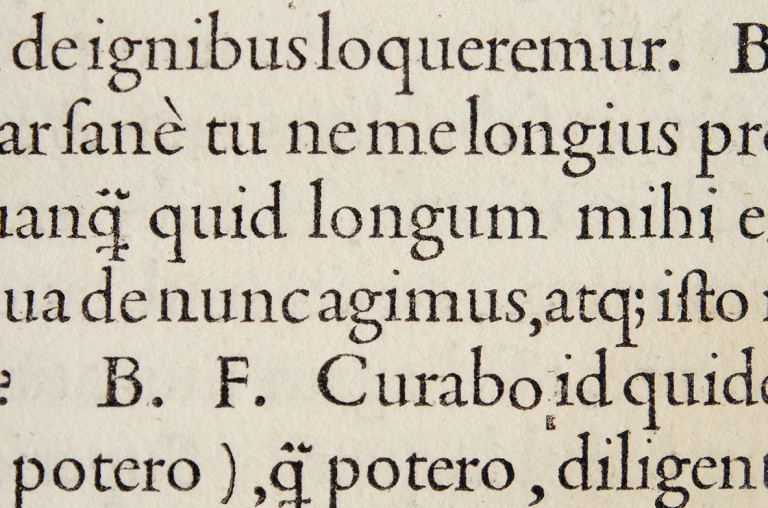 de ignibus loqueremur. B
ar ſanè tu ne me longius pr
uanq̃ quid longum mihi e
ua de nunc agimus, atq; iſto
? B. F. Curabo id quid
potero ), q̃ potero, diligent